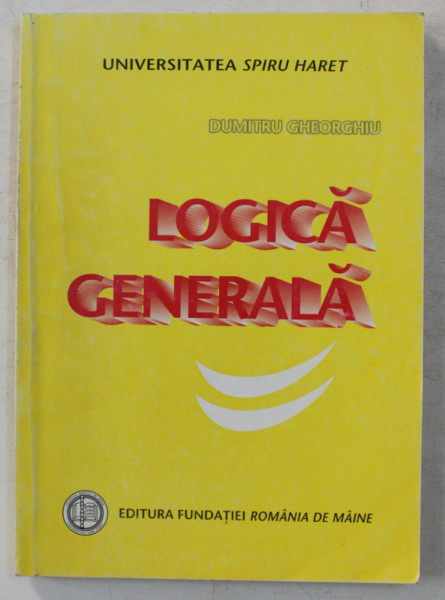 UNIVERSITATEA SPIRU HARET
DUMITRU GHEORGHIU
LOGICĂ
GENERALĂ
EDITURA FUNDAȚIEI ROMÂNIA DE MÂINE